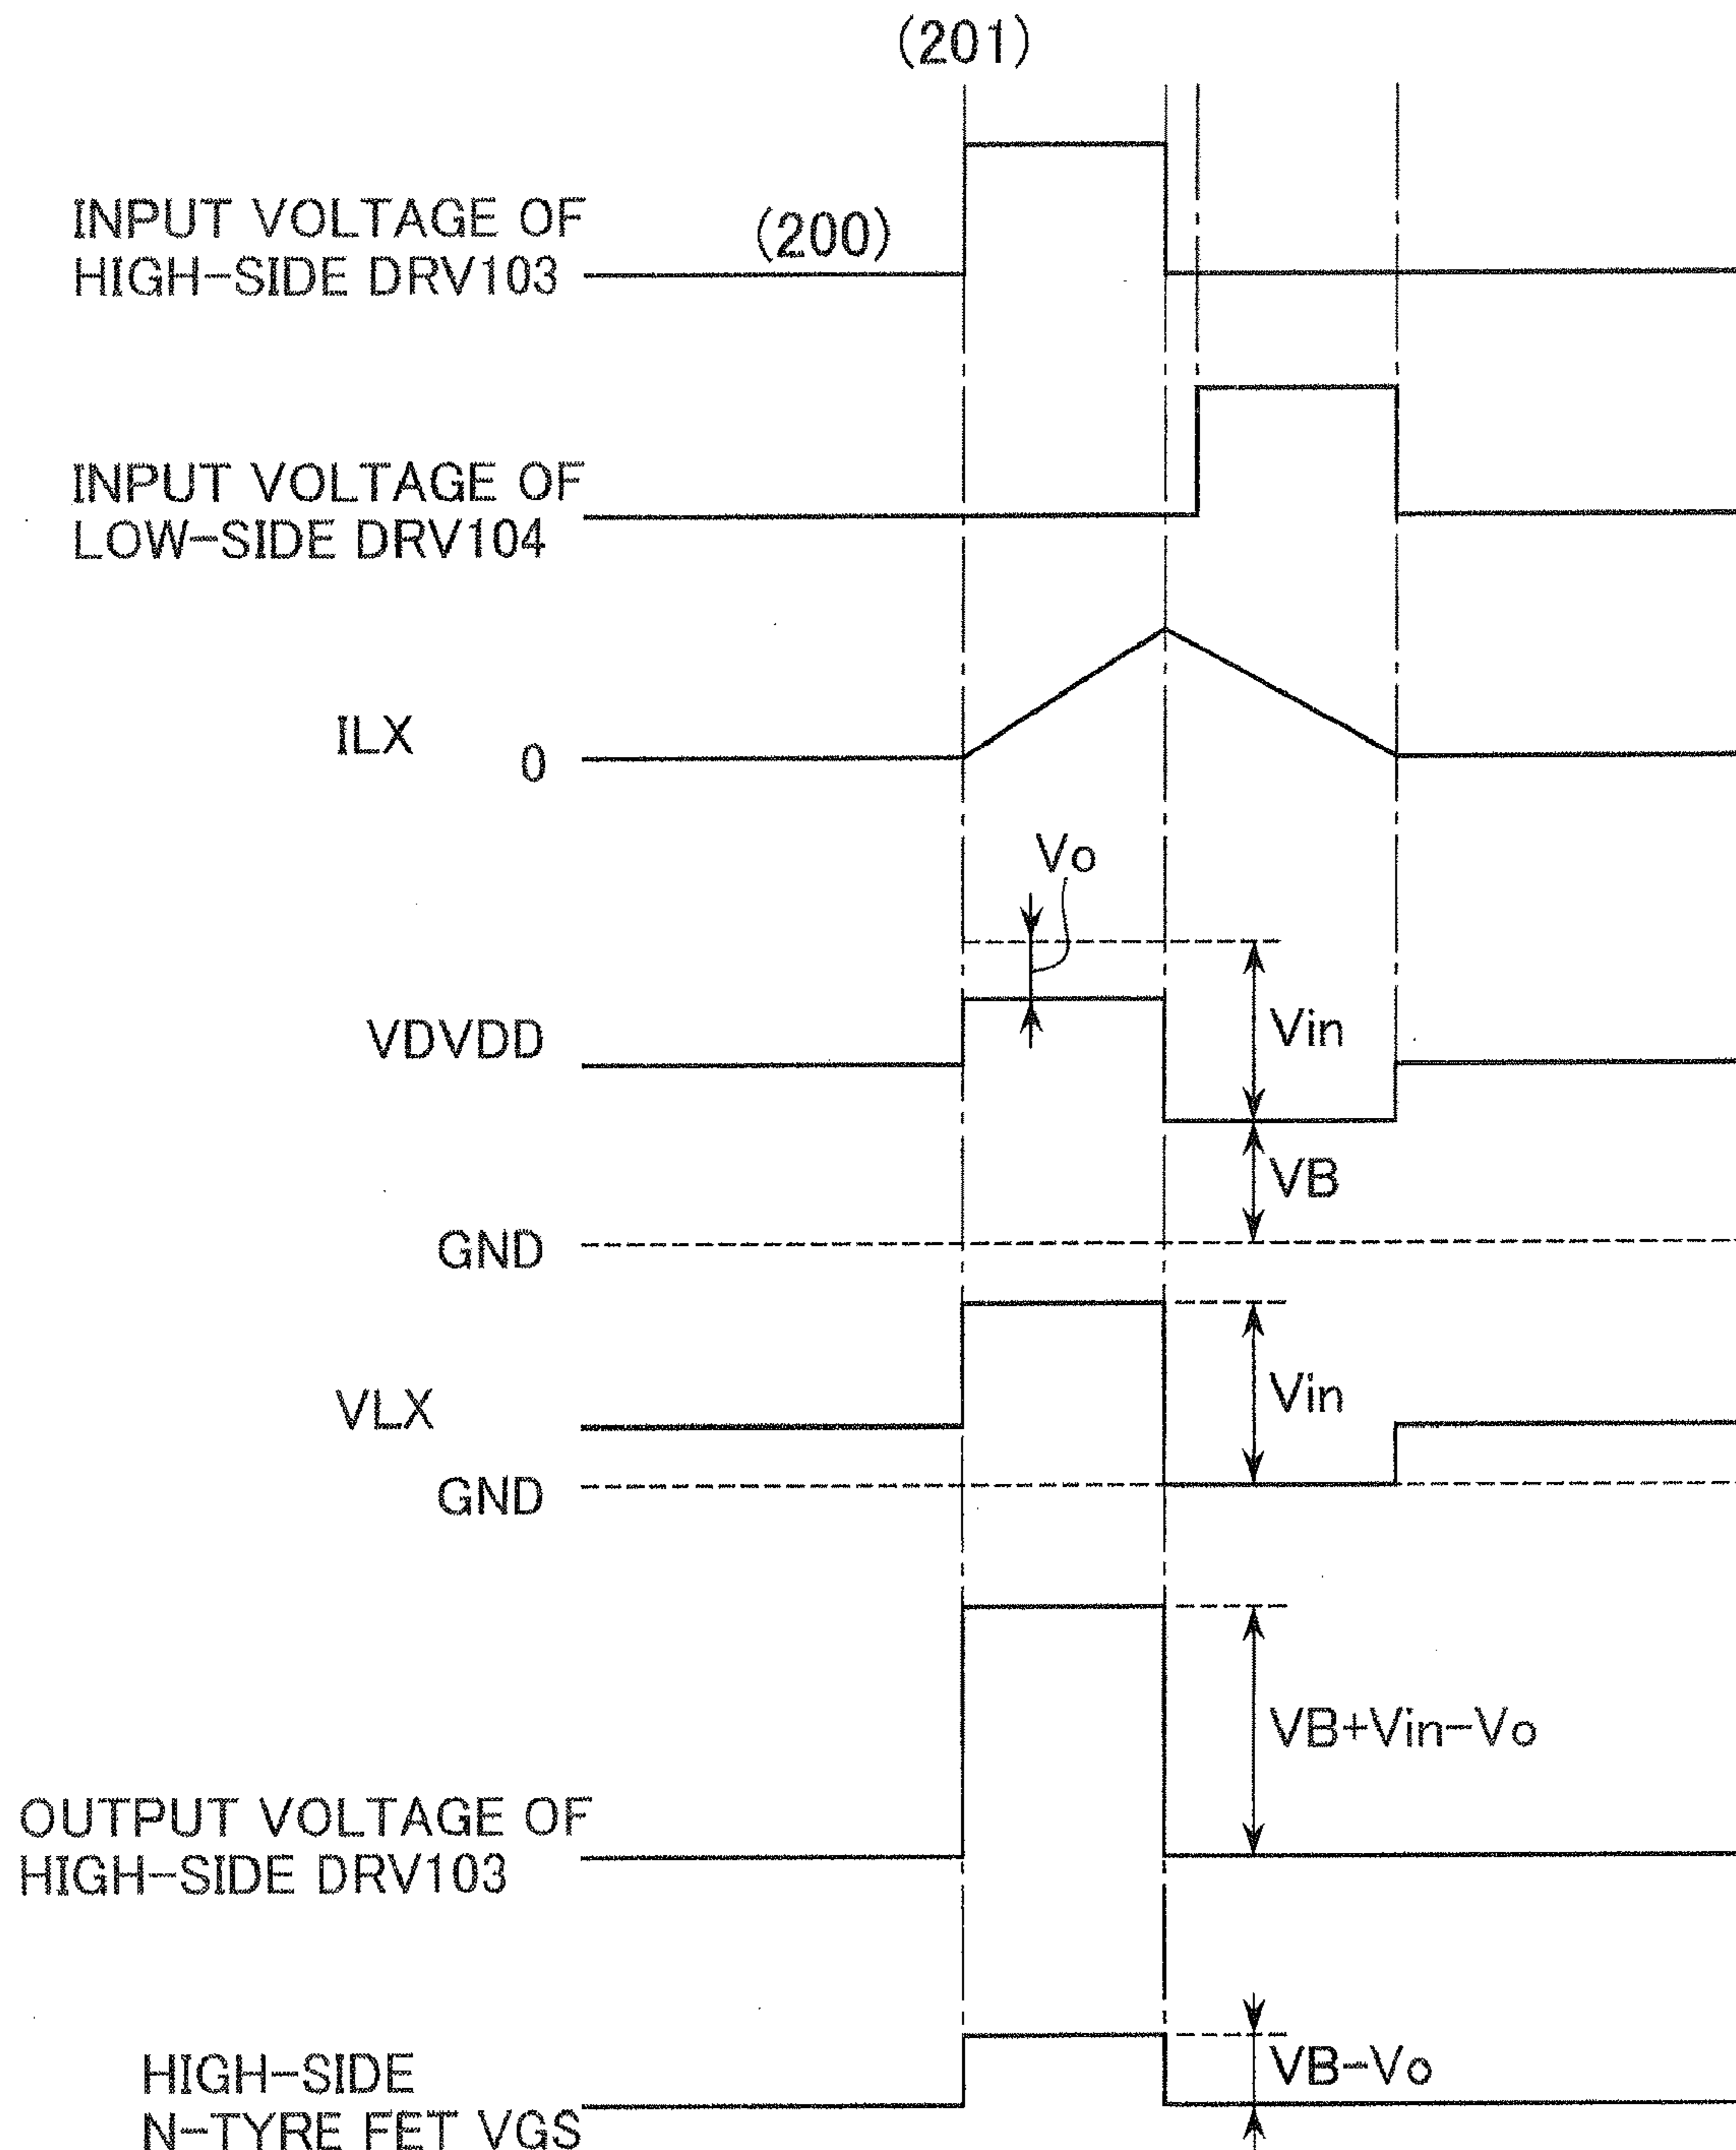 (201)
INPUT VOLTAGE OF
HIGH-SIDE DRV103
(200)
INPUT VOLTAGE OF
LOW-SIDE DRV104
ILX
0
Vo
VDVDD
Vin
VB
GND
VLX
Vin
GND
VB+Vin-Vo
OUTPUT VOLTAGE OF
HIGH-SIDE DRV103
HIGH-SIDE
N-TYRE FET VGS
VB-Vo